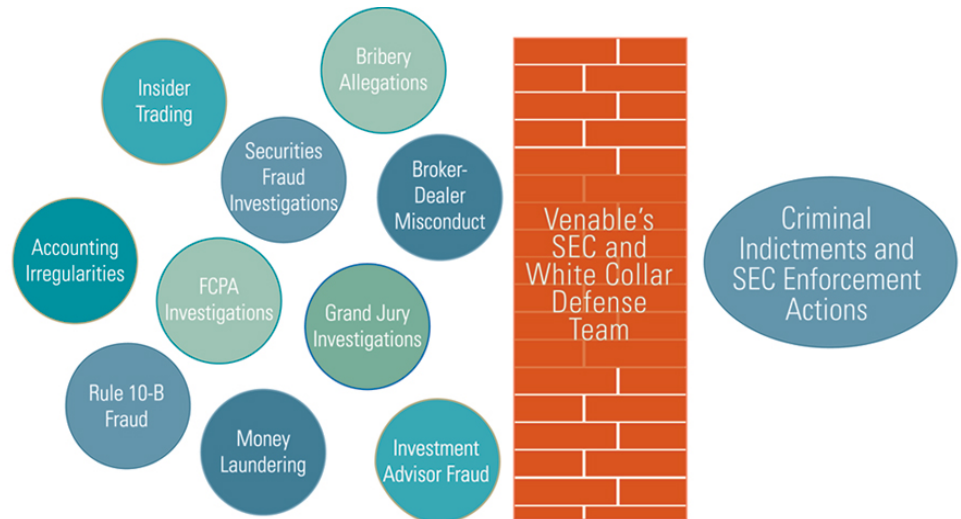 Bribery
Allegations
Insider
Trading
Securities
Fraud
Investigations
Broker-
Dealer
Misconduct
Accounting
Irregularities
FCPA
Investigations
Grand Jury
Investigations
Rule 10-B
Fraud
Money
Laundering
Investment
Advisor Fraud
Venable’s
SEC and
White Collar
Defense
Team
Criminal
Indictments and
SEC Enforcement
Actions